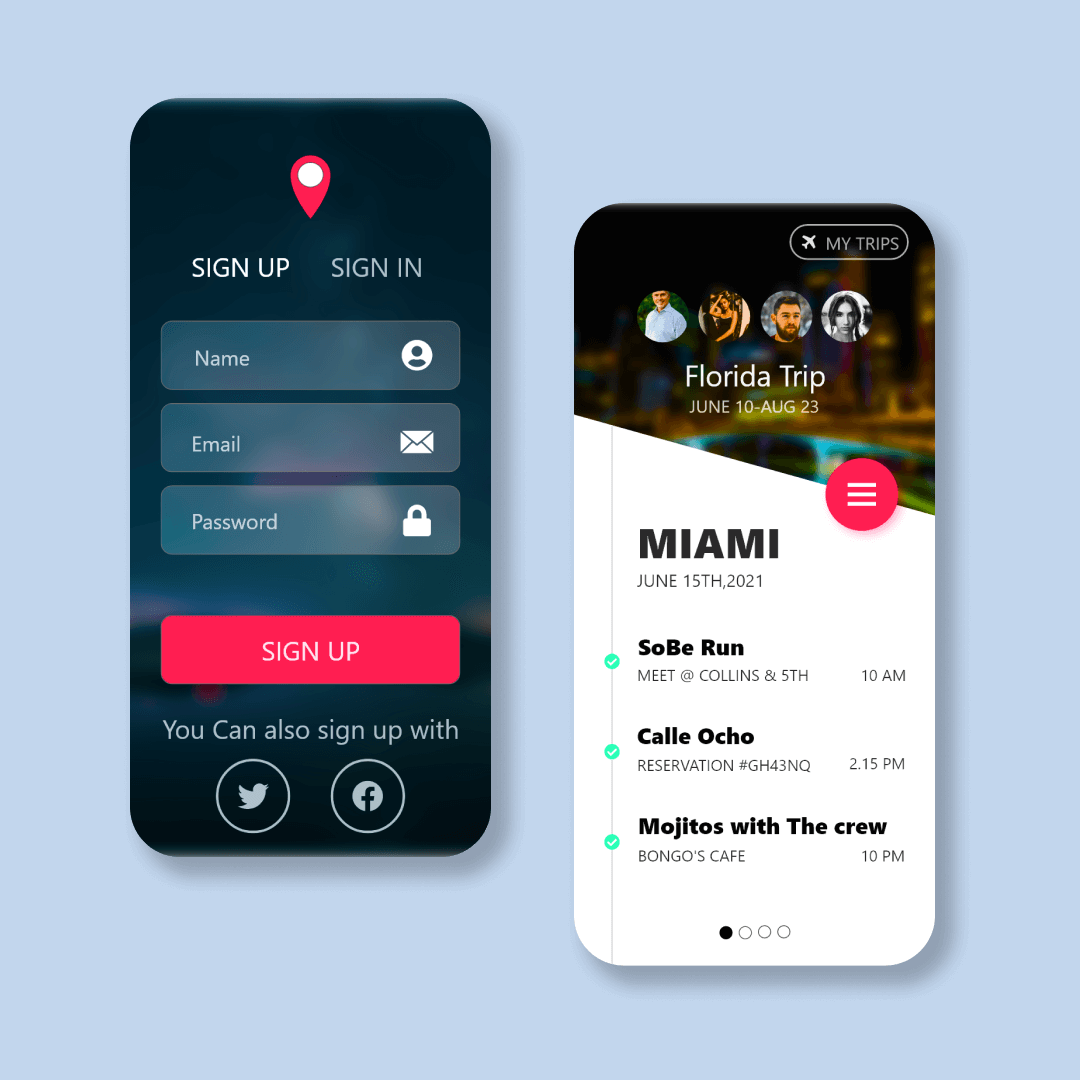 SIGN UP
SIGN IN
Name
Email
Password
SIGN UP
You Can also sign up with
MY TRIPS
Florida Trip
JUNE 10-AUG 23
MIAMI
JUNE 15TH,2021
SoBe Run
MEET @ COLLINS & 5TH
10 AM
Calle Ocho
RESERVATION #GH43NQ
2.15 PM
Mojitos with The crew
BONGO'S CAFE
10 PM